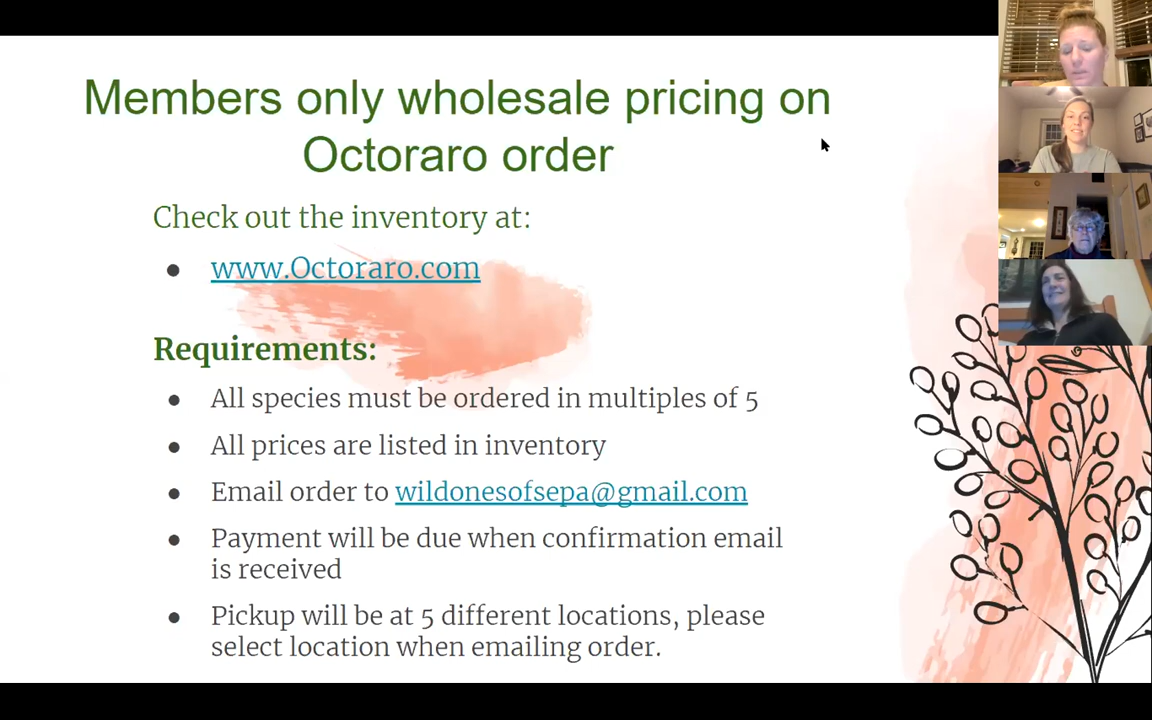 Members only wholesale pricing on
Octoraro order
Check out the inventory at:
● www.Octoraro.com
Requirements:
● All species must be ordered in multiples of 5
● All prices are listed in inventory
● Email order to wildonesofsepa@gmail.com
● Payment will be due when confirmation email
is received
● Pickup will be at 5 different locations, please
select location when emailing order.